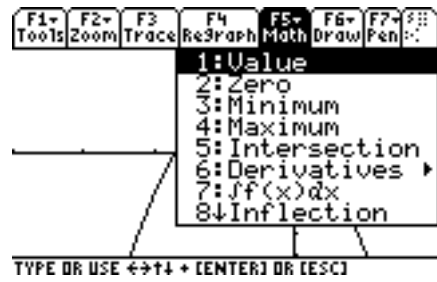 F1▾ F2▾ F3 F4 F5▾ F6▾ F7▾
Tools Zoom Trace ReGraph Math Draw Pen
1:Value
2:Zero
3:Minimum
4:Maximum
5:Intersection
6:Derivatives ▸
7:∫f(x)dx
8↓Inflection
TYPE OR USE ←→↑↓ + [ENTER] OR [ESC]